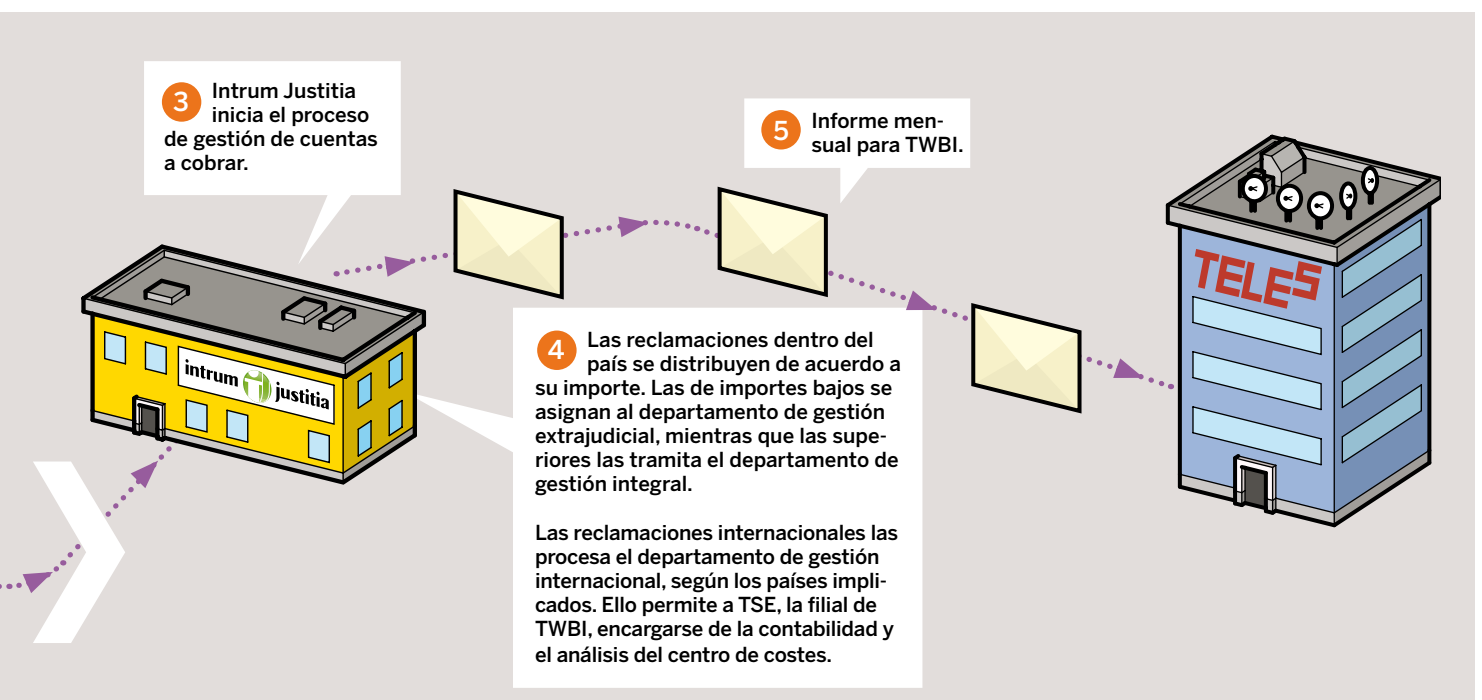 3 Intrum Justitia
inicia el proceso
de gestión de cuentas
a cobrar.
5 Informe men-
sual para TWBI.
intrum justitia
TELES
4 Las reclamaciones dentro del
país se distribuyen de acuerdo a
su importe. Las de importes bajos se
asignan al departamento de gestión
extrajudicial, mientras que las supe-
riores las tramita el departamento de
gestión integral.
Las reclamaciones internacionales las
procesa el departamento de gestión
internacional, según los países impli-
cados. Ello permite a TSE, la filial de
TWBI, encargarse de la contabilidad y
el análisis del centro de costes.